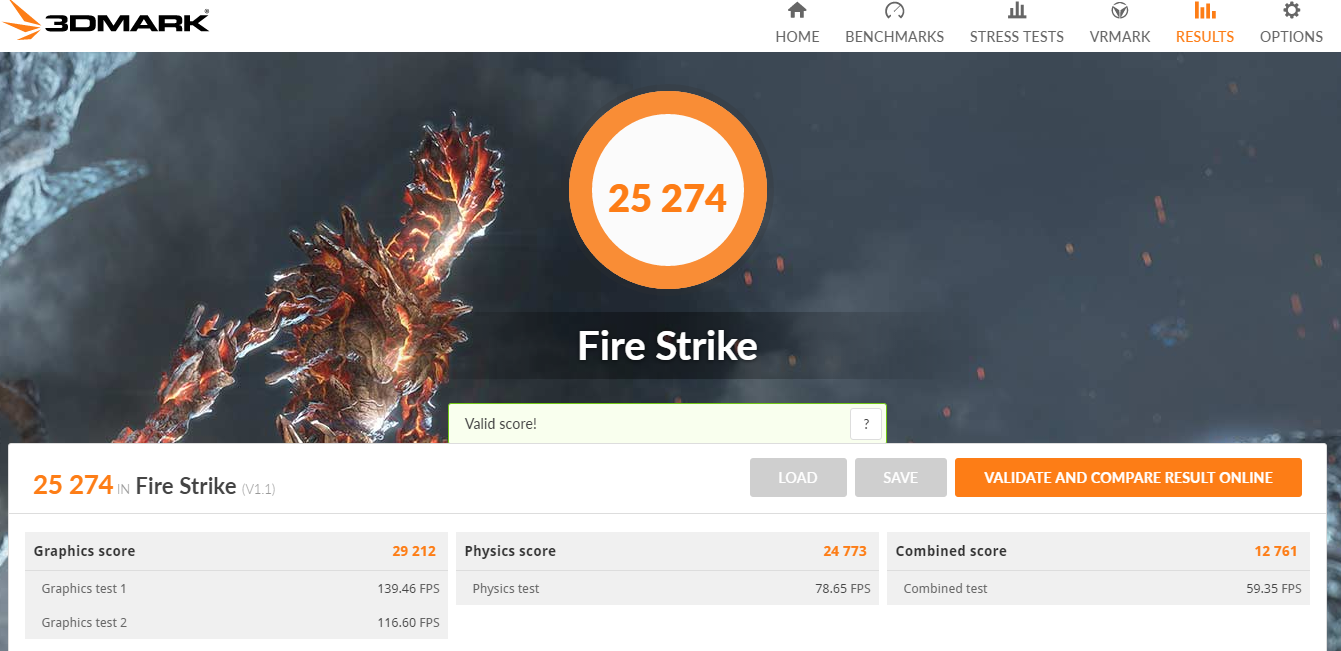 3DMARK®
HOME BENCHMARKS STRESS TESTS VRMARK RESULTS OPTIONS
25 274
Fire Strike
Valid score! ?
25 274 IN Fire Strike (V1.1) LOAD SAVE VALIDATE AND COMPARE RESULT ONLINE
Graphics score 29 212 Physics score 24 773 Combined score 12 761
Graphics test 1 139.46 FPS Physics test 78.65 FPS Combined test 59.35 FPS
Graphics test 2 116.60 FPS